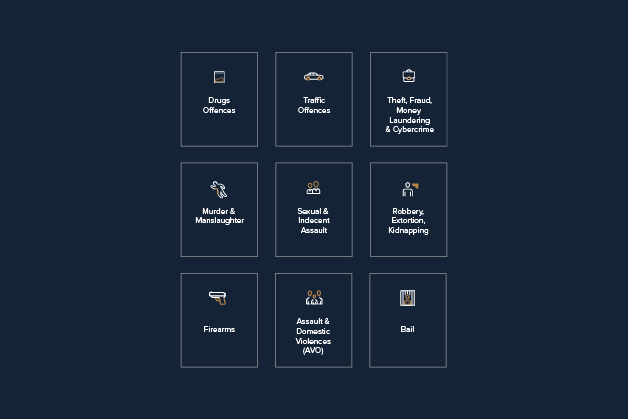 Drugs
Offences
Traffic
Offences
Theft, Fraud,
Money
Laundering
& Cybercrime
Murder &
Manslaughter
Sexual &
Indecent
Assault
Robbery,
Extortion,
Kidnapping
Firearms
Assault &
Domestic
Violences
(AVO)
Bail